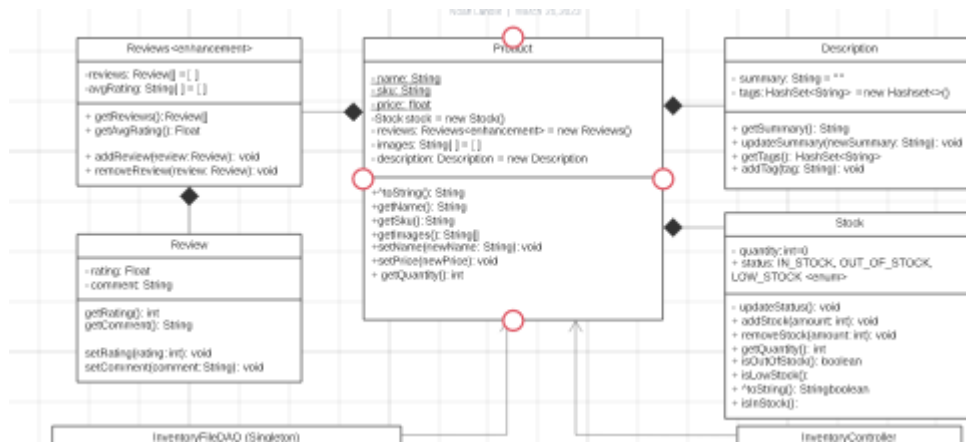 Noah Landis | March 25, 2022
Reviews <enhancement>
-reviews: Review[] = [ ]
-avgRating: String[ ] = [ ]
+ getReviews(): Review[]
+ getAvgRating(): Float
+ addReview(review: Review): void
+ removeReview(review: Review): void
Review
- rating: Float
- comment: String
getRating(): int
getComment(): String
setRating(rating: int): void
setComment(comment: String): void
Product
- name: String
- sku: String
- price: float
-Stock stock = new Stock()
- reviews: Reviews<enhancement> = new Reviews()
- images: String[] = [ ]
- description: Description = new Description
+^toString(): String
+getName(): String
+getSku(): String
+getImages(): String[]
+setName(newName: String): void
+setPrice(newPrice): void
+ getQuantity(): int
Description
- summary: String = ""
- tags: HashSet<String> = new Hashset<>()
+ getSummary(): String
+ updateSummary(newSummary: String): void
+ getTags(): HashSet<String>
+ addTag(tag: String): void
Stock
- quantity: int=0
+ status: IN_STOCK, OUT_OF_STOCK,
LOW_STOCK <enum>
- updateStatus(): void
+ addStock(amount: int): void
+ removeStock(amount: int): void
+ getQuantity(): int
+ isOutOfStock(): boolean
+ isLowStock():
+ ^toString(): Stringboolean
+ isInStock():
InventoryFileDAO (Singleton)
InventoryController